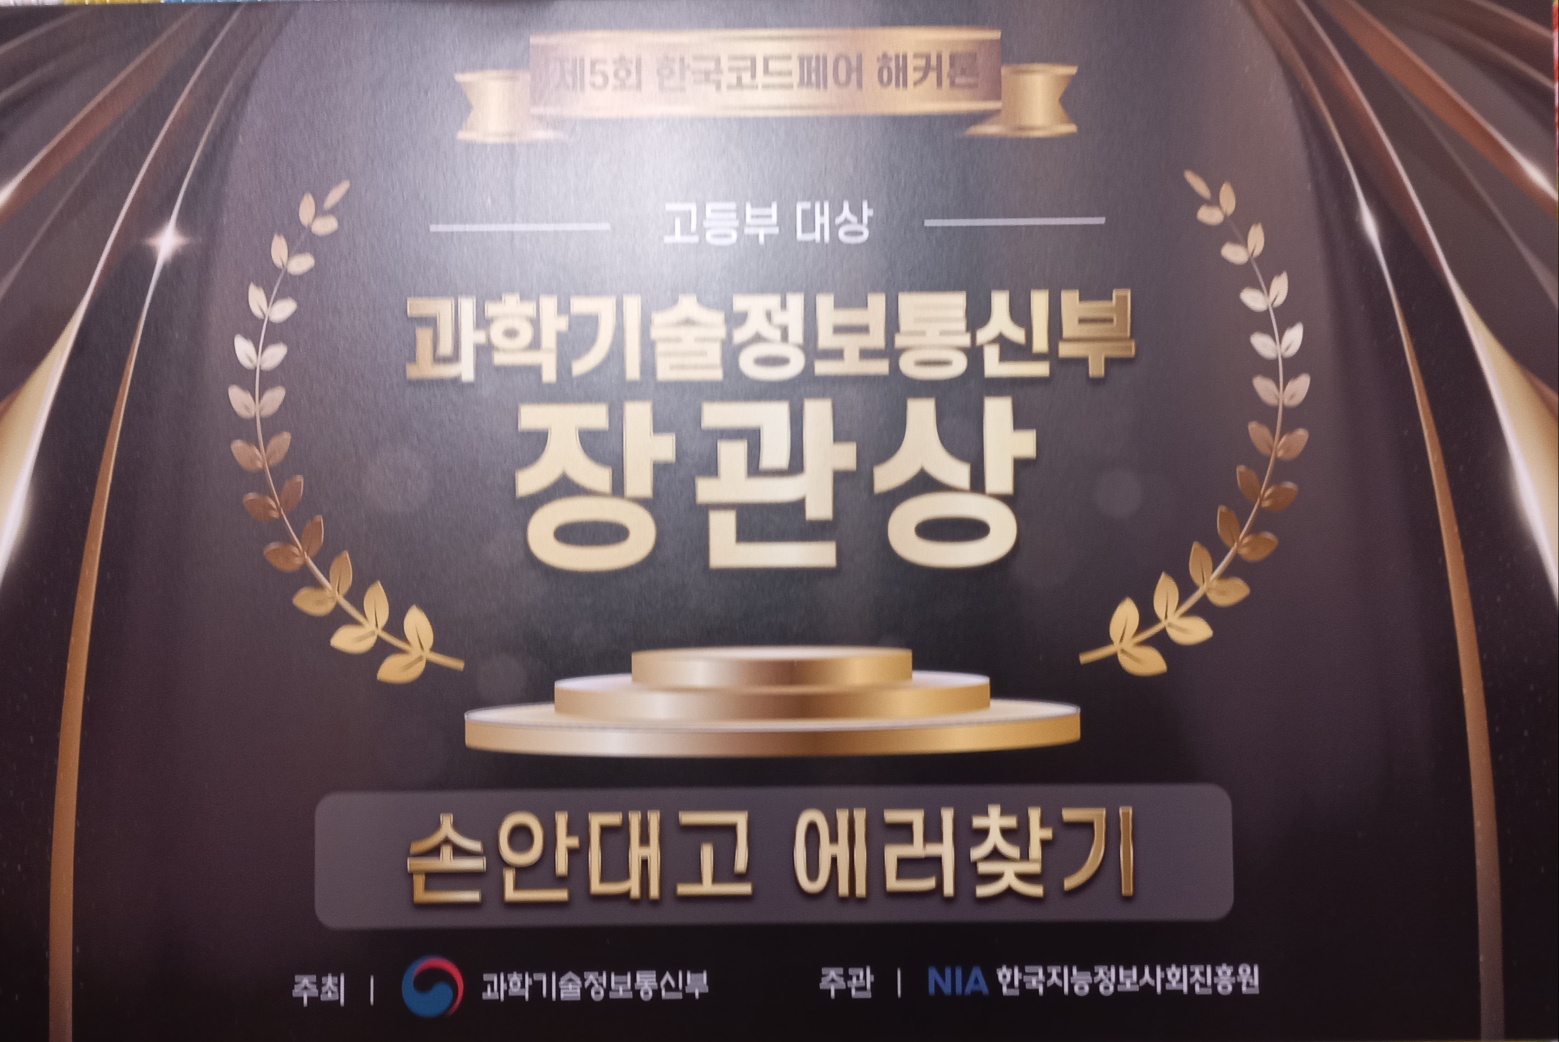 제5회 한국코드페어 해커톤
고등부 대상
과학기술정보통신부
장관상
손안대고 에러찾기
주최 | 과학기술정보통신부 주관 | NIA 한국지능정보사회진흥원